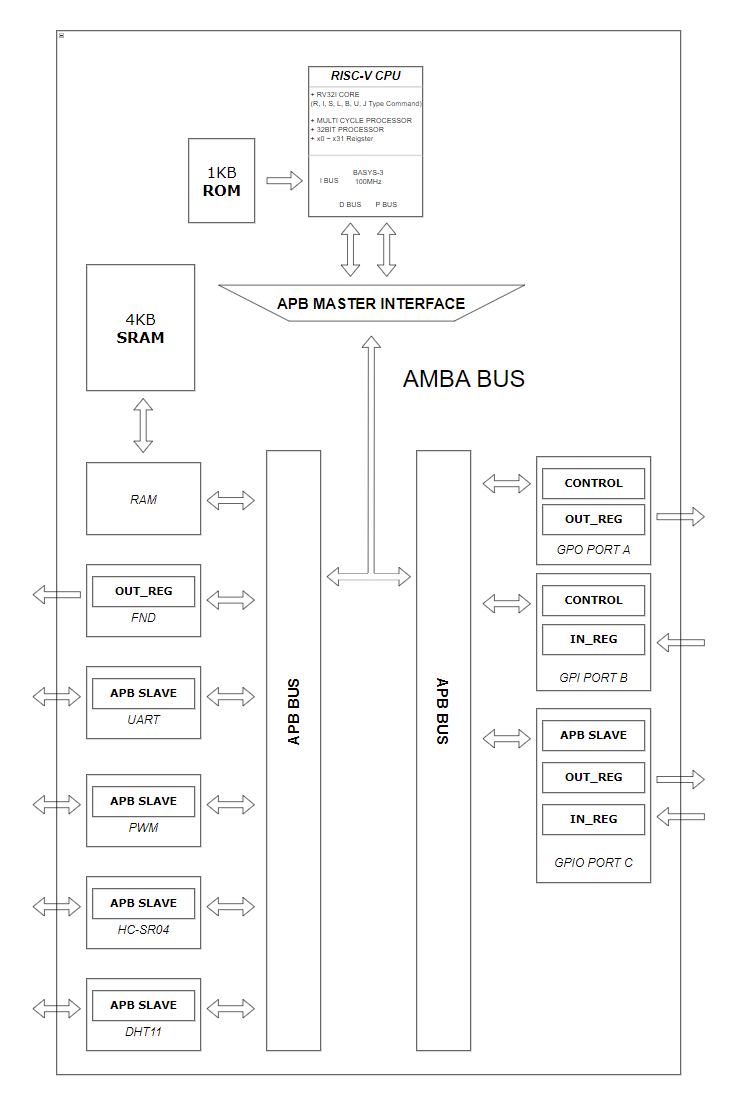 RISC-V CPU
+ RV32I CORE
(R, I, S, L, B, U, J Type Command)
+ MULTI CYCLE PROCESSOR
+ 32BIT PROCESSOR
+ x0 ~ x31 Reigster
I BUS
BASYS-3
100MHz
D BUS
P BUS
1KB
ROM
APB MASTER INTERFACE
4KB
SRAM
AMBA BUS
RAM
OUT_REG
FND
APB SLAVE
UART
APB SLAVE
PWM
APB SLAVE
HC-SR04
APB SLAVE
DHT11
APB BUS
APB BUS
CONTROL
OUT_REG
GPO PORT A
CONTROL
IN_REG
GPI PORT B
APB SLAVE
OUT_REG
IN_REG
GPIO PORT C